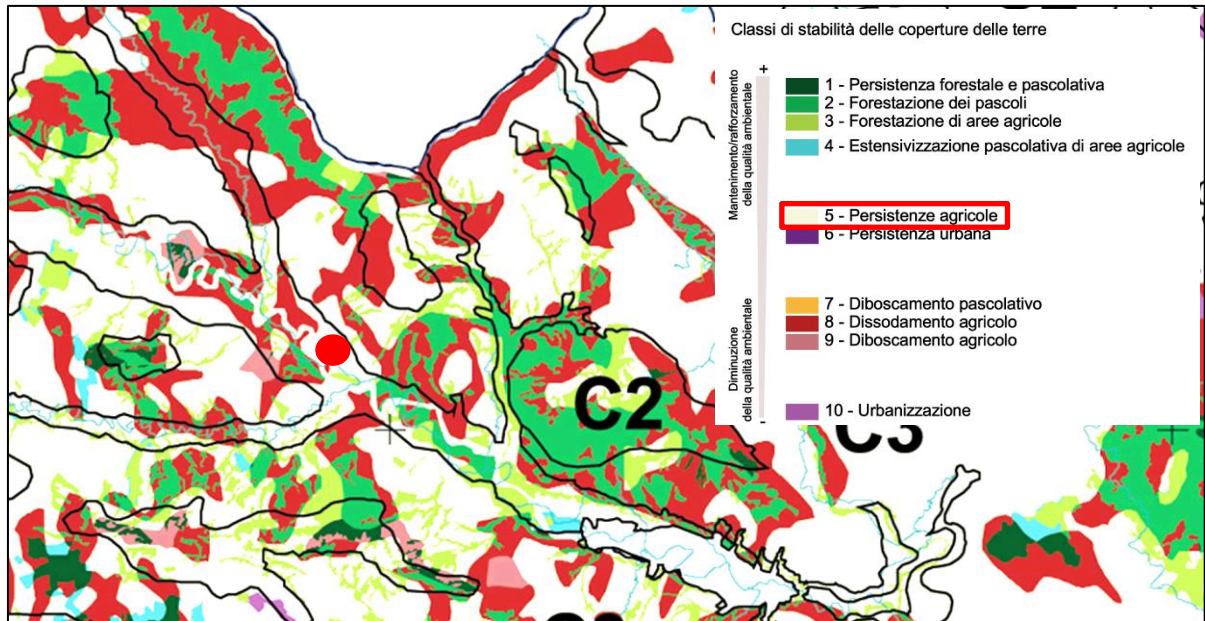 Classi di stabilità delle coperture delle terre
+
Mantenimento/rafforzamento
della qualità ambientale
1 - Persistenza forestale e pascolativa
2 - Forestazione dei pascoli
3 - Forestazione di aree agricole
4 - Estensivizzazione pascolativa di aree agricole
5 - Persistenze agricole
6 - Persistenza urbana
Diminuzione
della qualità ambientale
7 - Diboscamento pascolativo
8 - Dissodamento agricolo
9 - Diboscamento agricolo
10 - Urbanizzazione
-
C2
C3